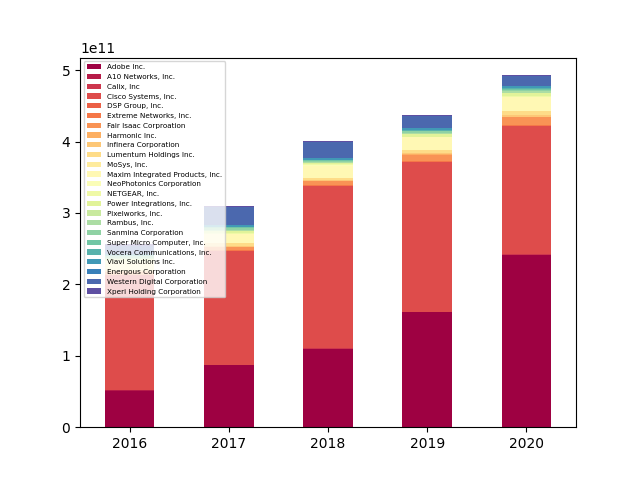 1e11
5
4
3
2
1
0
2016 2017 2018 2019 2020
Adobe Inc.
A10 Networks, Inc.
Calix, Inc
Cisco Systems, Inc.
DSP Group, Inc.
Extreme Networks, Inc.
Fair Isaac Corproation
Harmonic Inc.
Infinera Corporation
Lumentum Holdings Inc.
MoSys, Inc.
Maxim Integrated Products, Inc.
NeoPhotonics Corporation
NETGEAR, Inc.
Power Integrations, Inc.
Pixelworks, Inc.
Rambus, Inc.
Sanmina Corporation
Super Micro Computer, Inc.
Vocera Communications, Inc.
Viavi Solutions Inc.
Energous Corporation
Western Digital Corporation
Xperi Holding Corporation